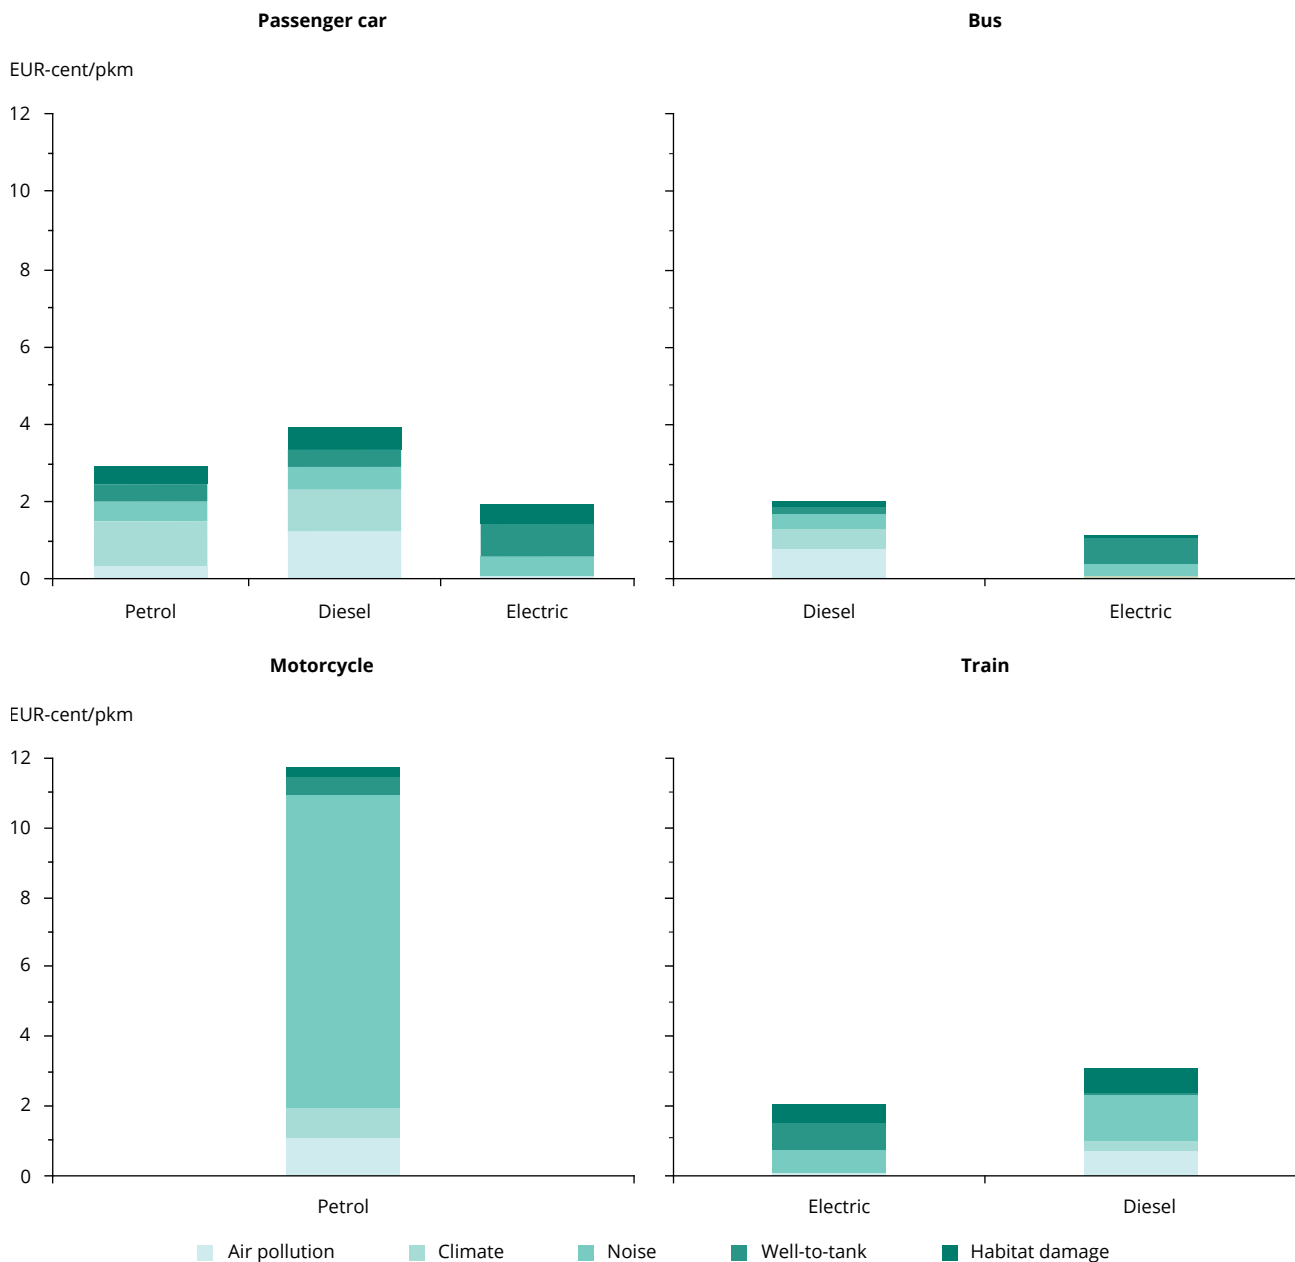 Passenger car
Bus
EUR-cent/pkm
12
10
8
6
4
2
0
Petrol Diesel Electric
Diesel Electric
Motorcycle
Train
EUR-cent/pkm
12
10
8
6
4
2
0
Petrol
Electric Diesel
Air pollution Climate Noise Well-to-tank Habitat damage